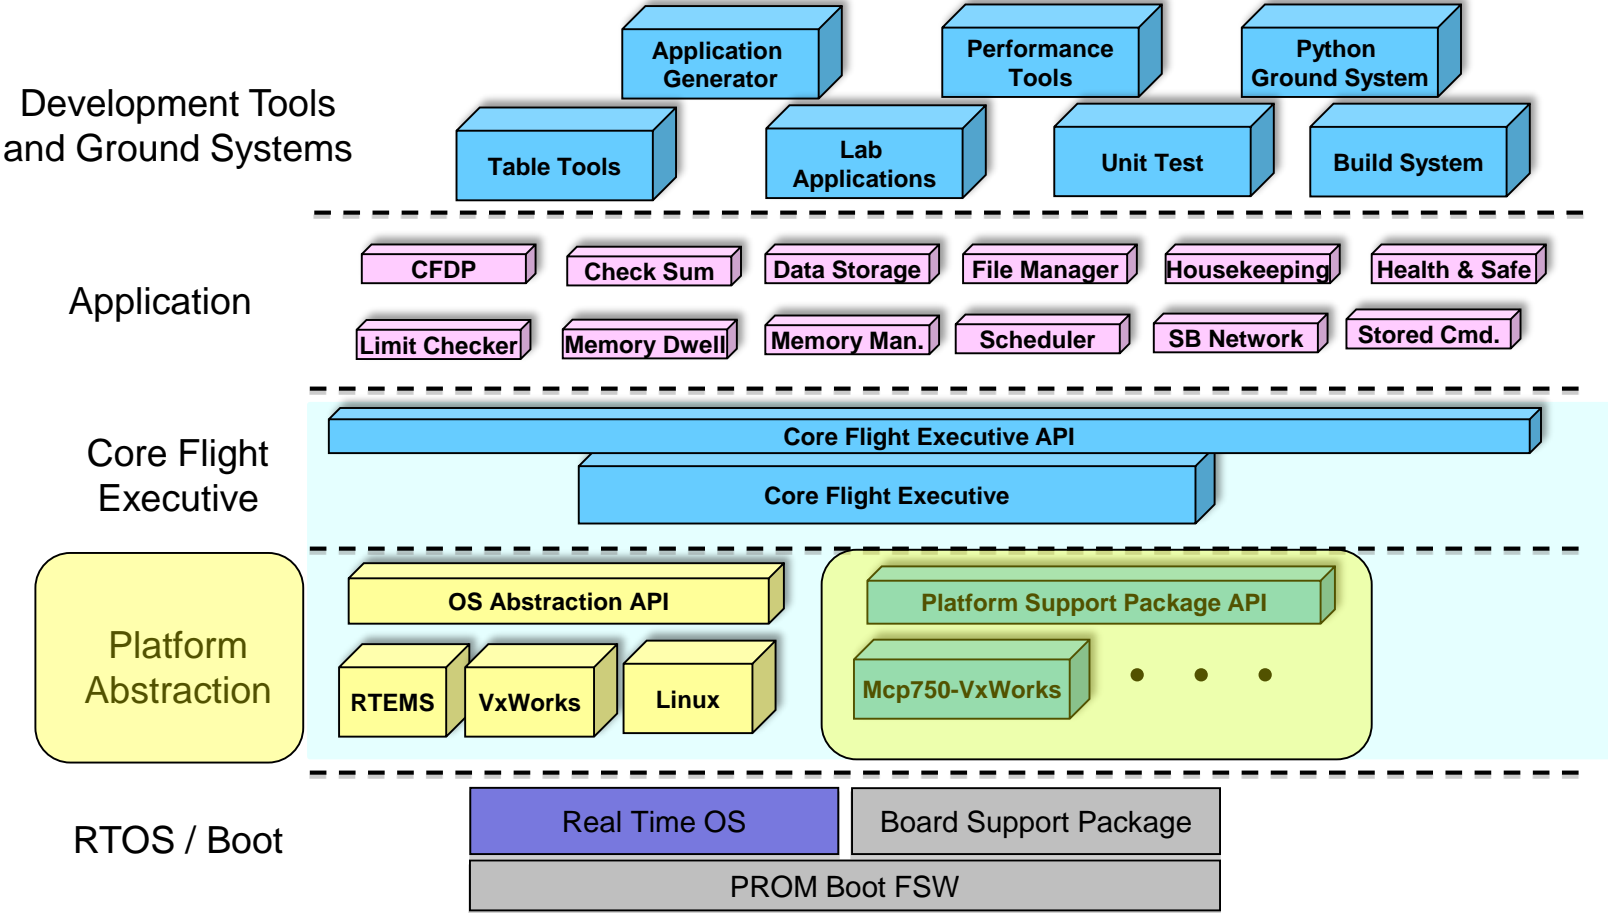 Development Tools
and Ground Systems
Application
Generator
Performance
Tools
Python
Ground System
Table Tools
Lab
Applications
Unit Test
Build System
Application
CFDP
Check Sum
Data Storage
File Manager
Housekeeping
Health & Safe
Limit Checker
Memory Dwell
Memory Man.
Scheduler
SB Network
Stored Cmd.
Core Flight
Executive
Core Flight Executive API
Core Flight Executive
Platform
Abstraction
OS Abstraction API
Platform Support Package API
RTEMS
VxWorks
Linux
Mcp750-VxWorks
• • •
RTOS / Boot
Real Time OS
Board Support Package
PROM Boot FSW